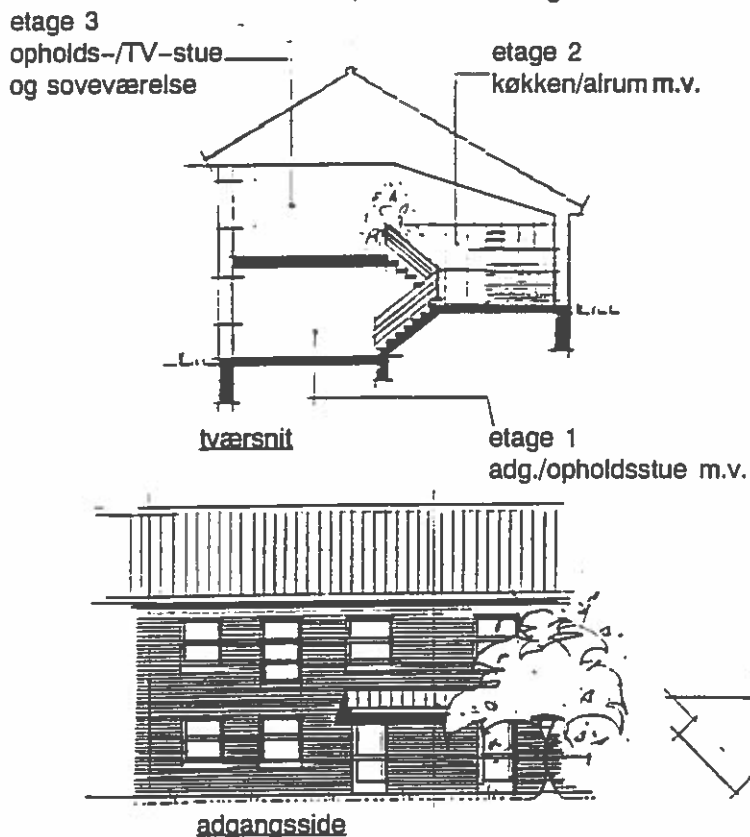 etage 3
opholds-/TV-stue
og soveværelse
etage 2
køkken/alrum m.v.
tværsnit
etage 1
adg./opholdsstue m.v.
adgangsside